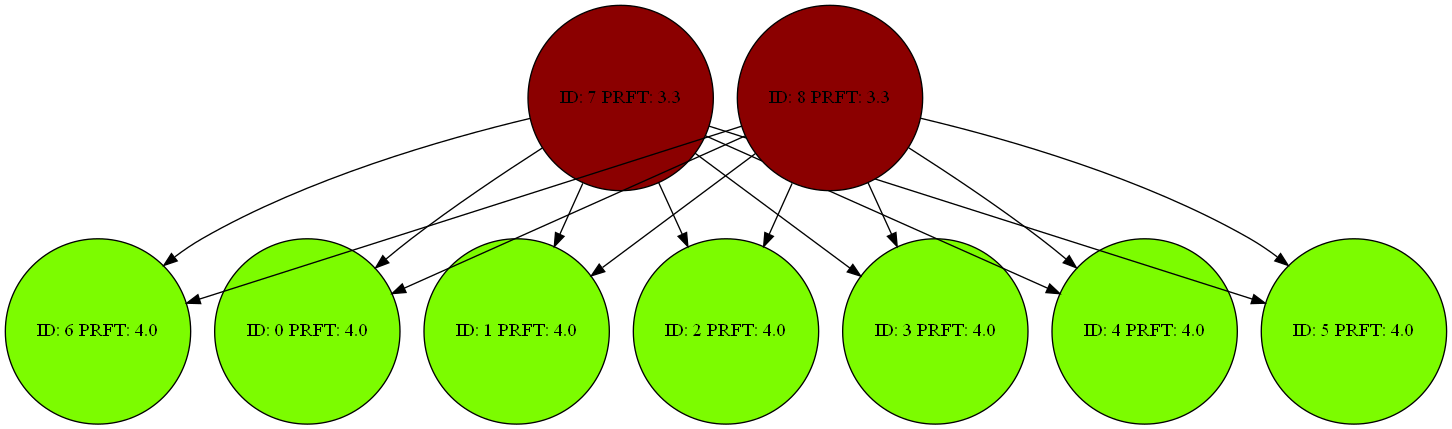 ID: 7 PRFT: 3.3
ID: 8 PRFT: 3.3
ID: 6 PRFT: 4.0
ID: 0 PRFT: 4.0
ID: 1 PRFT: 4.0
ID: 2 PRFT: 4.0
ID: 3 PRFT: 4.0
ID: 4 PRFT: 4.0
ID: 5 PRFT: 4.0